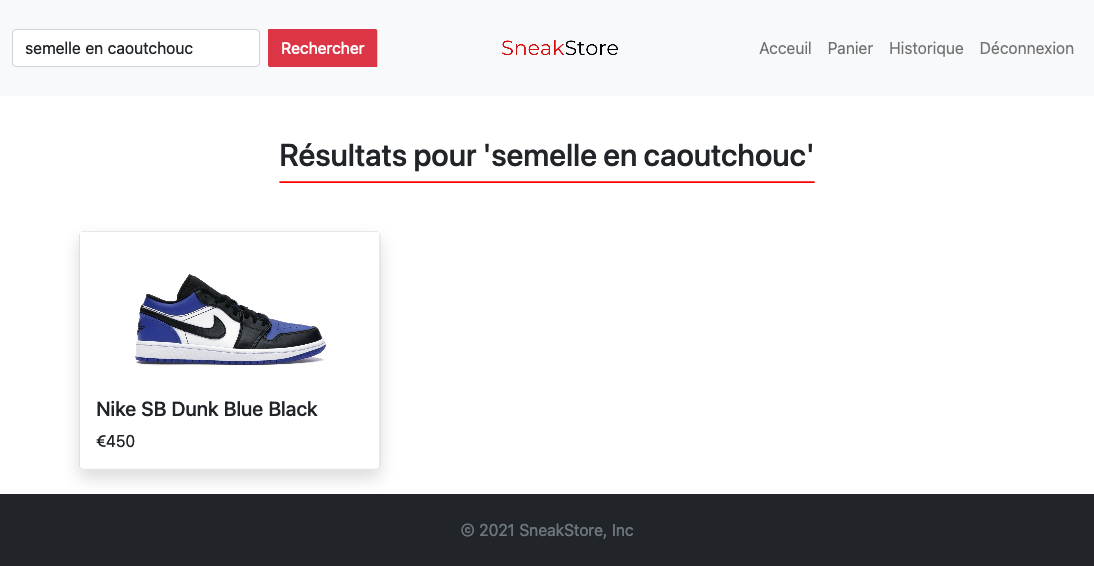 semelle en caoutchouc
Rechercher
SneakStore
Acceuil Panier Historique Déconnexion
Résultats pour 'semelle en caoutchouc'
Nike SB Dunk Blue Black
€450
© 2021 SneakStore, Inc